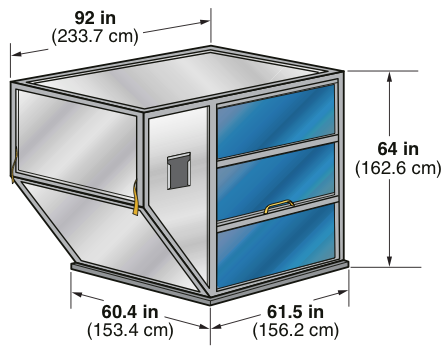 92 in
(233.7 cm)
64 in
(162.6 cm)
60.4 in
(153.4 cm)
61.5 in
(156.2 cm)